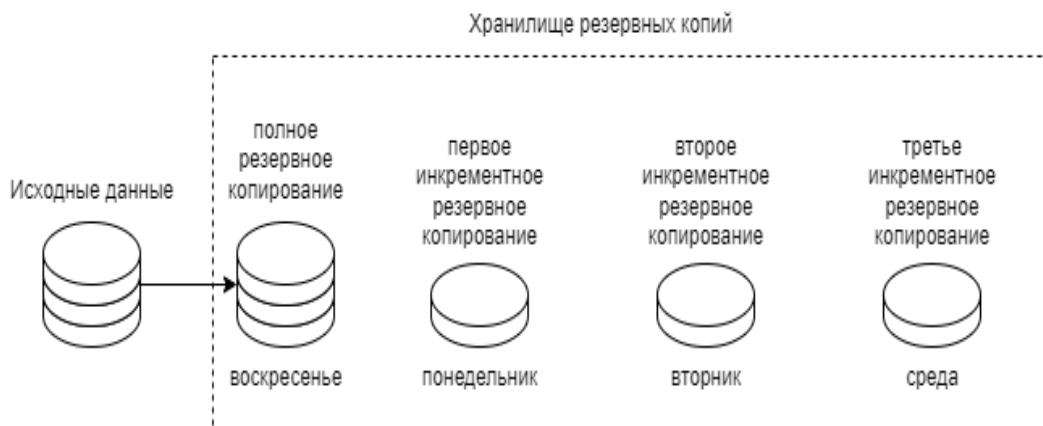 Хранилище резервных копий
Исходные данные
полное
резервное
копирование
воскресенье
первое
инкрементное
резервное
копирование
понедельник
второе
инкрементное
резервное
копирование
вторник
третье
инкрементное
резервное
копирование
среда